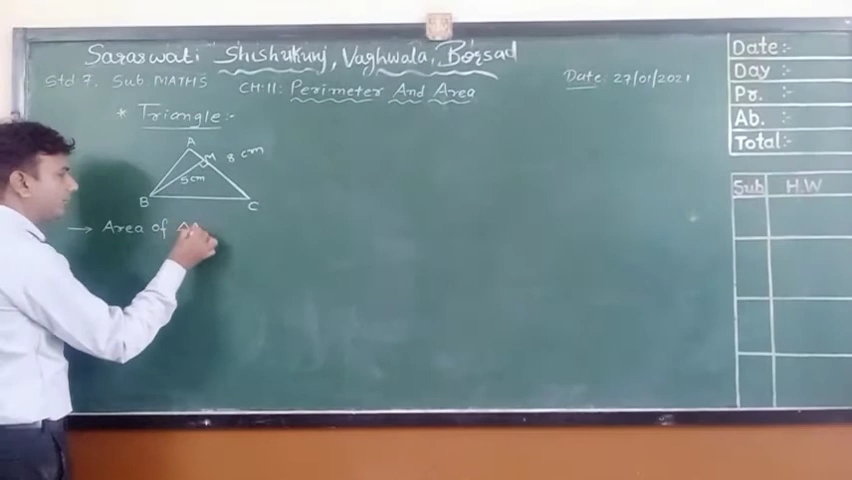 Saraswati Shishukunj, Vaghwala, Borsad
Std:7. Sub MATHS CH:11: Perimeter And Area Date: 27/01/2021
* Triangle:-
A
M 8 cm
5 cm
B C
→ Area of △
Date:-
Day :-
Pr. :-
Ab. :-
Total:-
Sub H.W